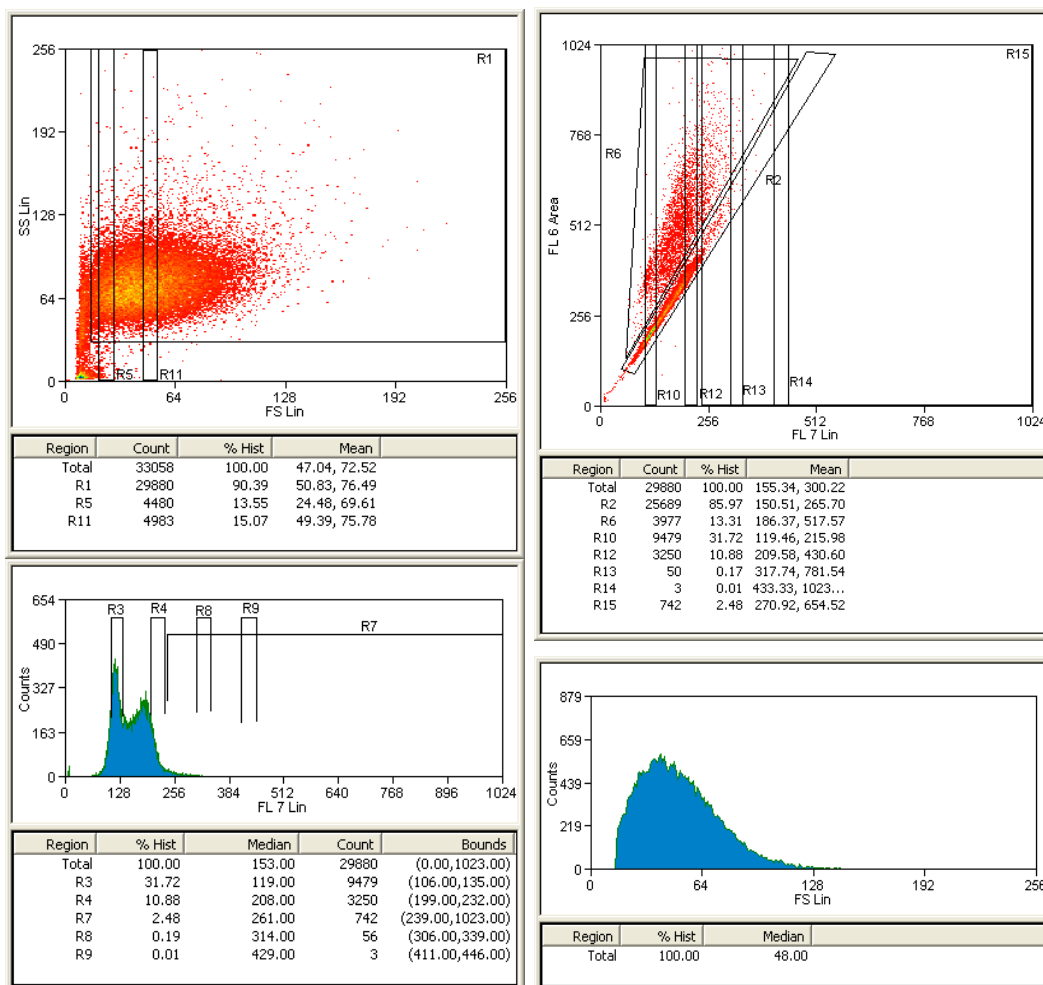 R1
256
192
128
64
0
SS Lin
R5 R11
0 64 128 192 256
FS Lin
Region Count % Hist Mean
Total 33058 100.00 47.04, 72.52
R1 29880 90.39 50.83, 76.49
R5 4480 13.55 24.48, 69.61
R11 4983 15.07 49.39, 75.78
1024
R15
768
R6
R2
512
FL 6 Area
256
R10 R12 R13 R14
0
0 256 512 768 1024
FL 7 Lin
Region Count % Hist Mean
Total 29880 100.00 155.34, 300.22
R2 25689 85.97 150.51, 265.70
R6 3977 13.31 186.37, 517.57
R10 9479 31.72 119.46, 215.98
R12 3250 10.88 209.58, 430.60
R13 50 0.17 317.74, 781.54
R14 3 0.01 433.33, 1023...
R15 742 2.48 270.92, 654.52
654
R3 R4 R8 R9
R7
490
327
163
0
Counts
0 128 256 384 512 640 768 896 1024
FL 7 Lin
Region % Hist Median Count Bounds
Total 100.00 153.00 29880 (0.00,1023.00)
R3 31.72 119.00 9479 (106.00,135.00)
R4 10.88 208.00 3250 (199.00,232.00)
R7 2.48 261.00 742 (239.00,1023.00)
R8 0.19 314.00 56 (306.00,339.00)
R9 0.01 429.00 3 (411.00,446.00)
879
659
439
219
0
Counts
0 64 128 192 256
FS Lin
Region % Hist Median
Total 100.00 48.00